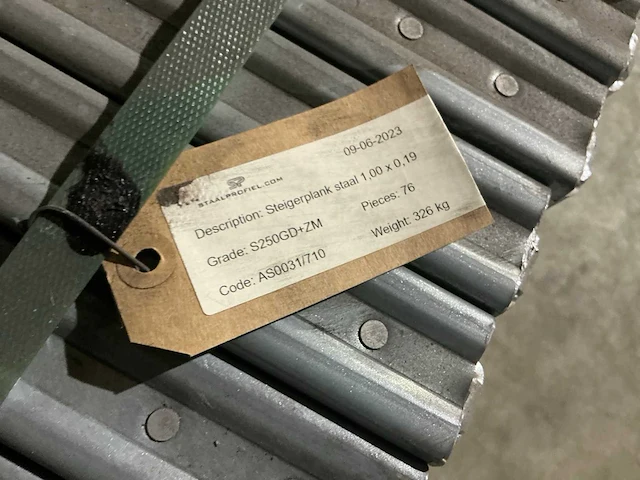 09-06-2023
STAALPROFIEL.COM
Description: Steigerplank staal 1,00 x 0,19
Grade: S250GD+ZM Pieces: 76
Code: AS0031/710 Weight: 326 kg